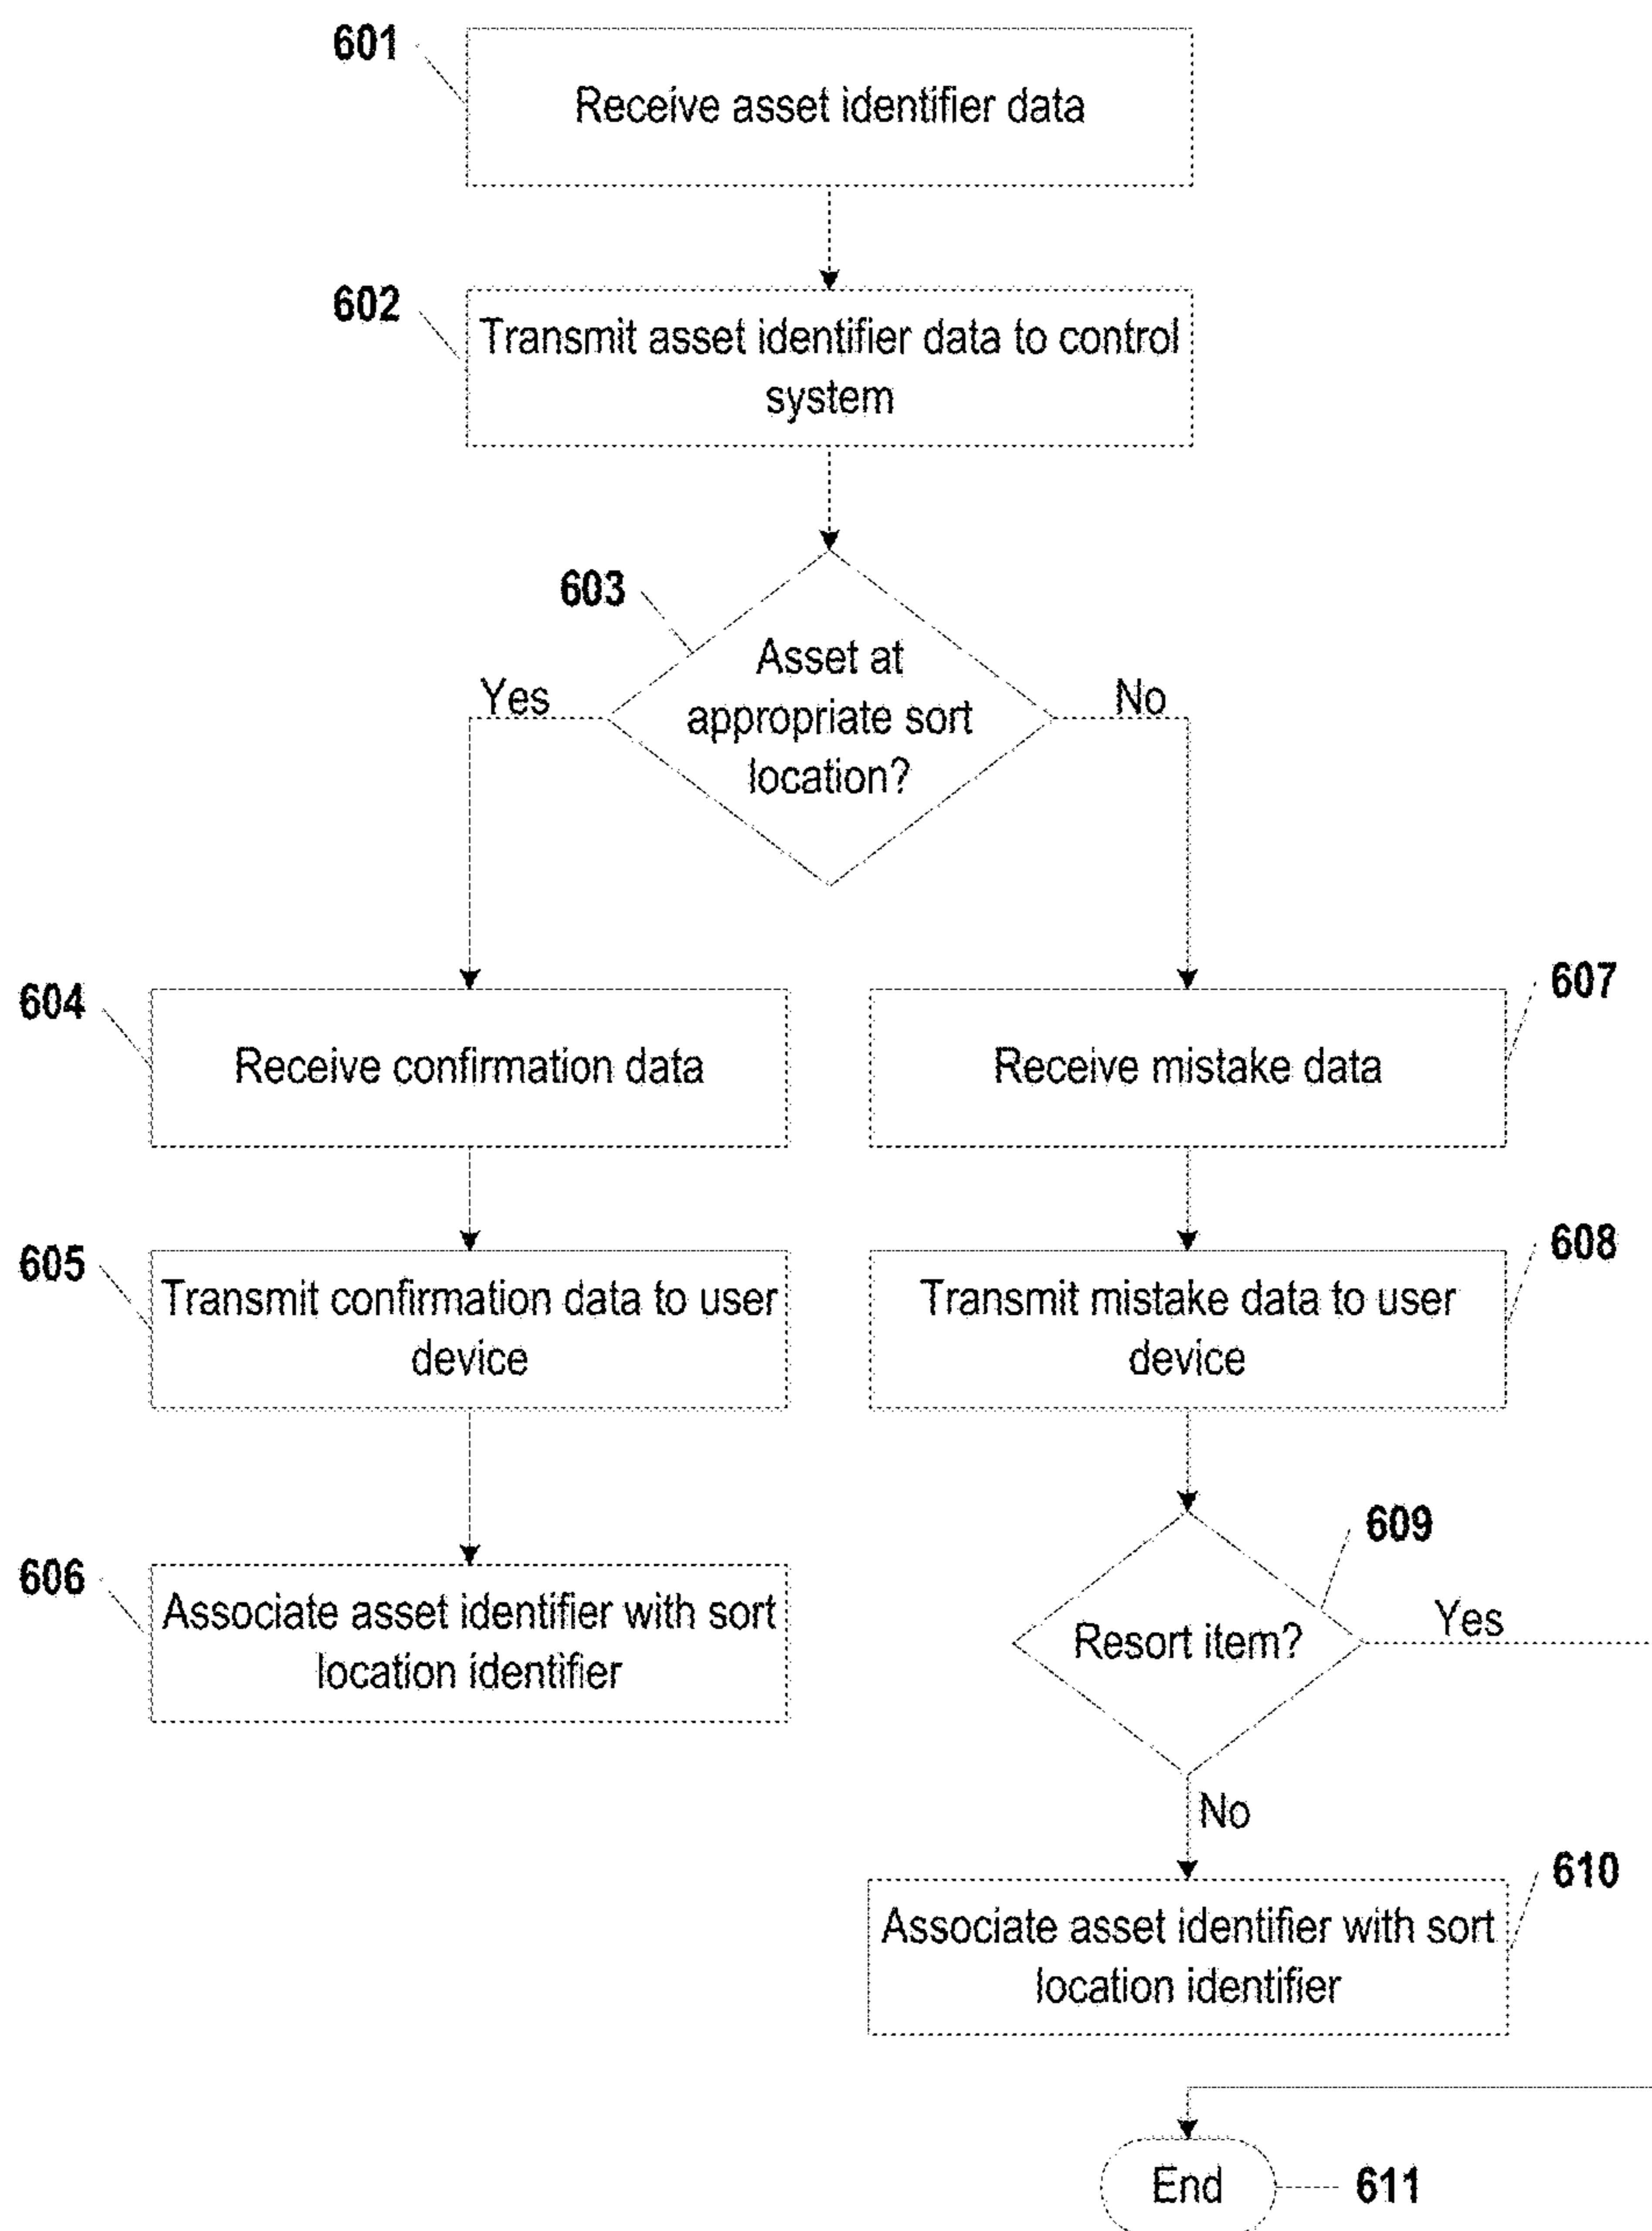 601
Receive asset identifier data
602
Transmit asset identifier data to control
system
603
Asset at
appropriate sort
location?
Yes
No
604
Receive confirmation data
607
Receive mistake data
605
Transmit confirmation data to user
device
608
Transmit mistake data to user
device
606
Associate asset identifier with sort
location identifier
609
Resort item?
Yes
No
610
Associate asset identifier with sort
location identifier
End
611